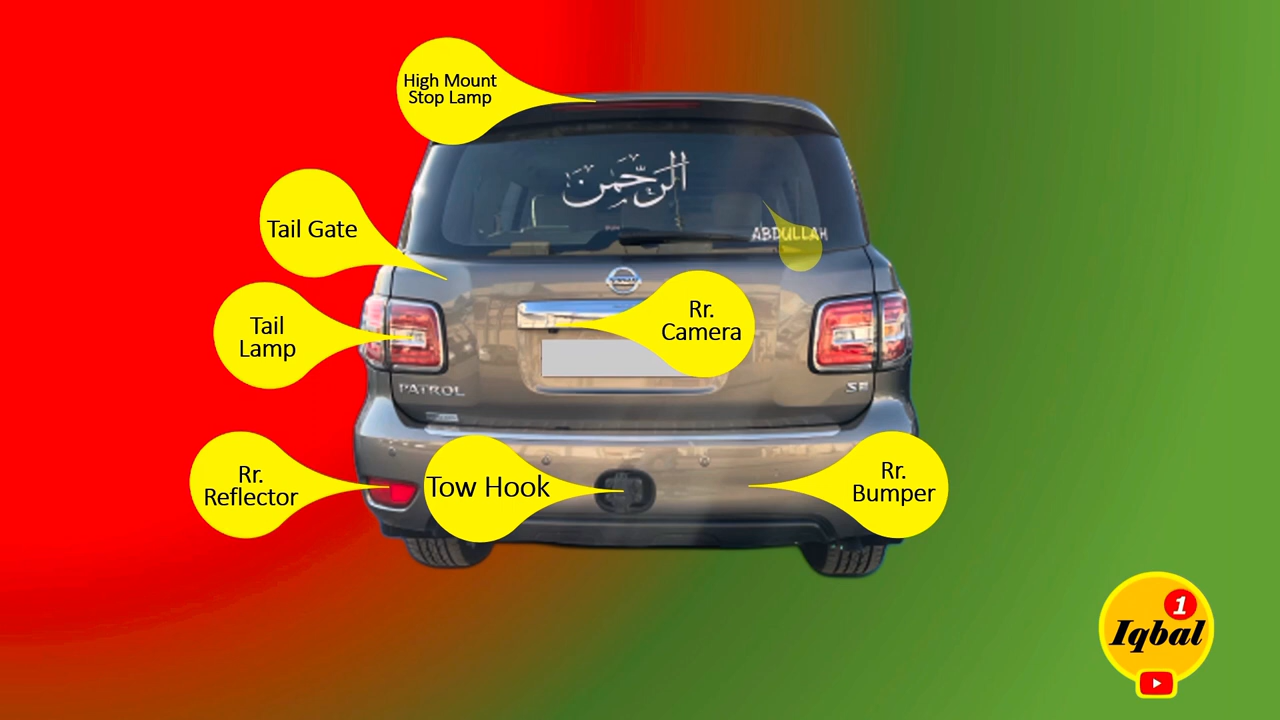 High Mount
Stop Lamp
الرحمن
Tail Gate
ABDULLAH
NISSAN
Tail
Lamp
Rr.
Camera
PATROL
SE
Rr.
Reflector
Tow Hook
Rr.
Bumper
1
Iqbal